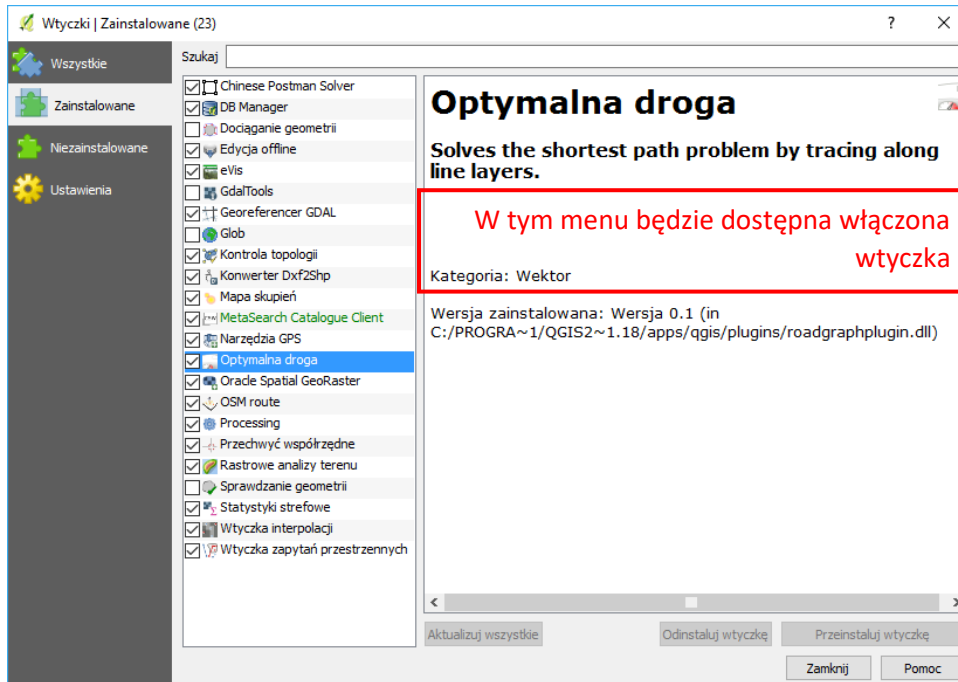 Wtyczki | Zainstalowane (23)
Wszystkie
Zainstalowane
Niezainstalowane
Ustawienia
Szukaj
Chinese Postman Solver
DB Manager
Dociąganie geometrii
Edycja offline
eVis
GdalTools
Georeferencer GDAL
Glob
Kontrola topologii
Konwerter Dxf2Shp
Mapa skupień
MetaSearch Catalogue Client
Narzędzia GPS
Optymalna droga
Oracle Spatial GeoRaster
OSM route
Processing
Przechwyć współrzędne
Rastrowe analizy terenu
Sprawdzanie geometrii
Statystyki strefowe
Wtyczka interpolacji
Wtyczka zapytań przestrzennych
Optymalna droga
Solves the shortest path problem by tracing along
line layers.
W tym menu będzie dostępna włączona
wtyczka
Kategoria: Wektor
Wersja zainstalowana: Wersja 0.1 (in
C:/PROGRA~1/QGIS2~1.18/apps/qgis/plugins/roadgraphplugin.dll)
Aktualizuj wszystkie
Odinstaluj wtyczkę
Przeinstaluj wtyczkę
Zamknij
Pomoc